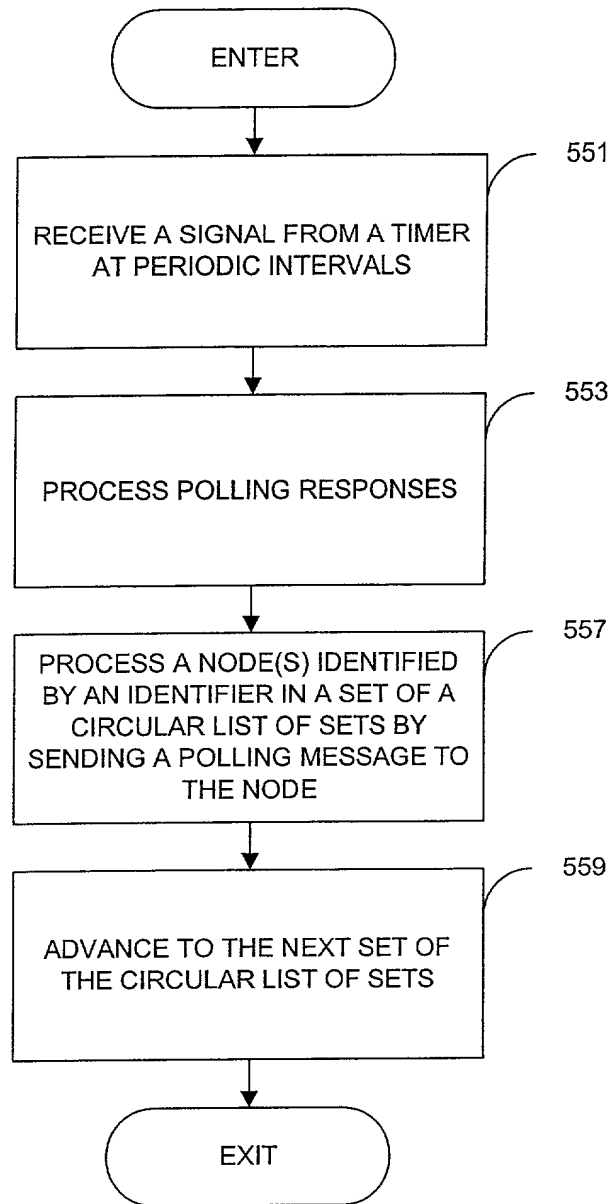 ENTER
551
RECEIVE A SIGNAL FROM A TIMER
AT PERIODIC INTERVALS
553
PROCESS POLLING RESPONSES
557
PROCESS A NODE(S) IDENTIFIED
BY AN IDENTIFIER IN A SET OF A
CIRCULAR LIST OF SETS BY
SENDING A POLLING MESSAGE TO
THE NODE
559
ADVANCE TO THE NEXT SET OF
THE CIRCULAR LIST OF SETS
EXIT